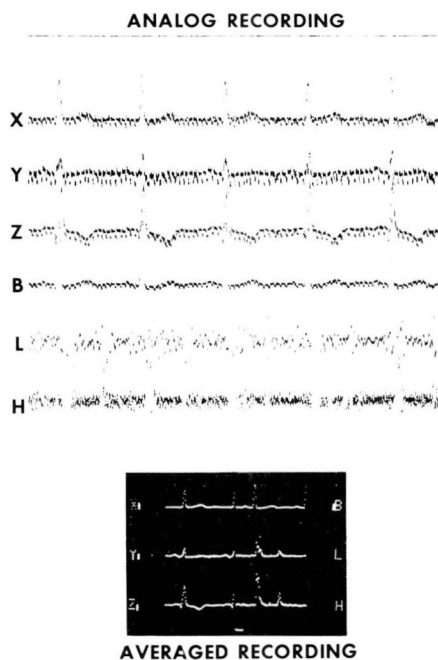 ANALOG RECORDING
X
Y
Z
B
L
H
X B
Y L
Z H
AVERAGED RECORDING